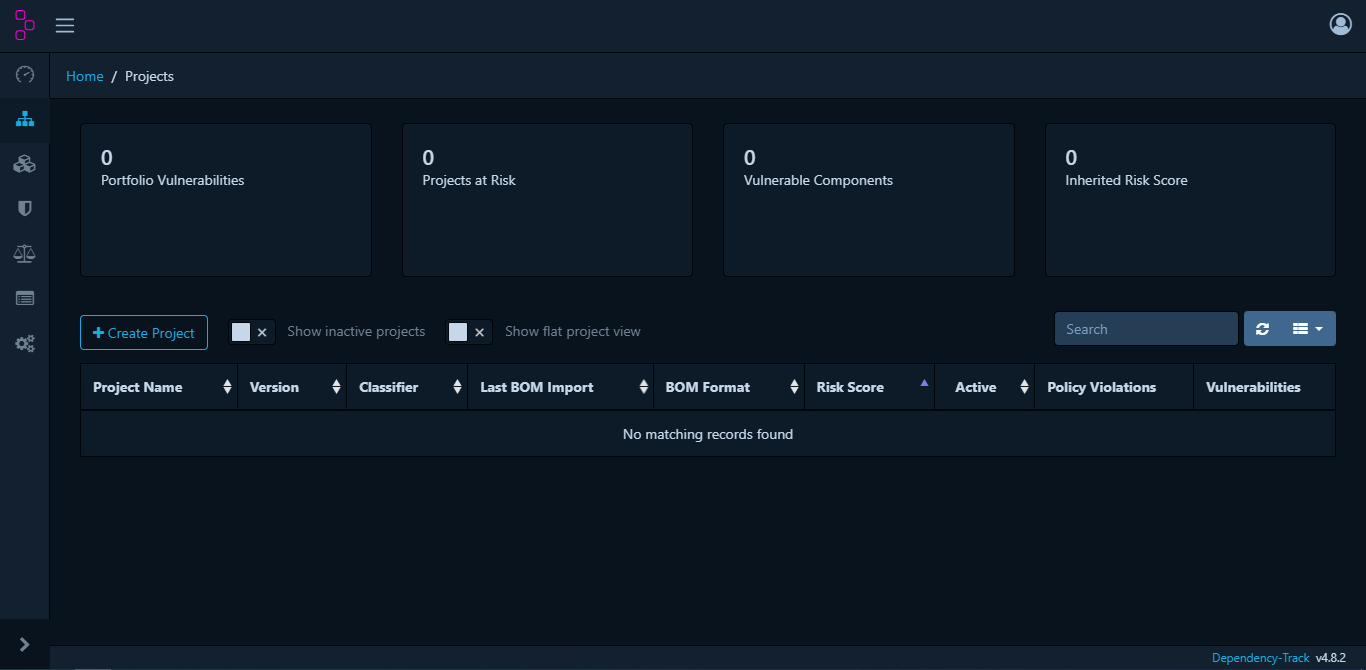 Home / Projects
0
Portfolio Vulnerabilities
0
Projects at Risk
0
Vulnerable Components
0
Inherited Risk Score
Create Project
Show inactive projects
Show flat project view
Search
Project Name Version Classifier Last BOM Import BOM Format Risk Score Active Policy Violations Vulnerabilities
No matching records found
Dependency-Track v4.8.2